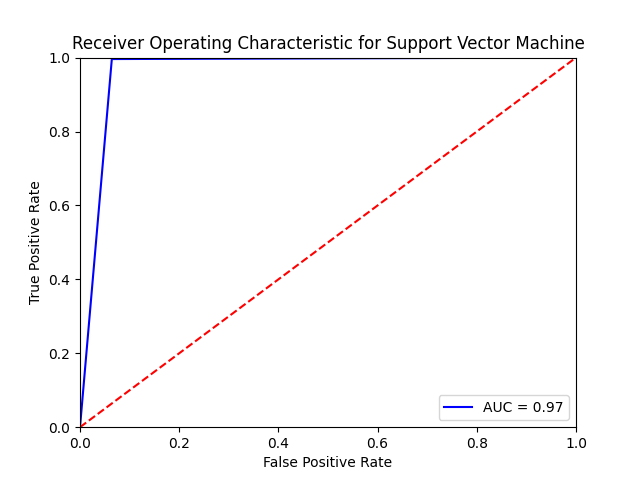 Receiver Operating Characteristic for Support Vector Machine
1.0
0.8
0.6
0.4
0.2
0.0
True Positive Rate
AUC = 0.97
0.0 0.2 0.4 0.6 0.8 1.0
False Positive Rate